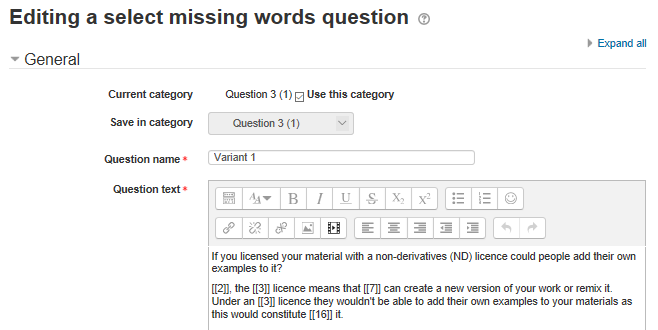 Editing a select missing words question
Expand all
General
Current category Question 3 (1) Use this category
Save in category Question 3 (1)
Question name * Variant 1
Question text *
B I U S X₂ X²
If you licensed your material with a non-derivatives (ND) licence could people add their own
examples to it?
[[2]], the [[3]] licence means that [[7]] can create a new version of your work or remix it.
Under an [[3]] licence they wouldn't be able to add their own examples to your materials as
this would constitute [[16]] it.